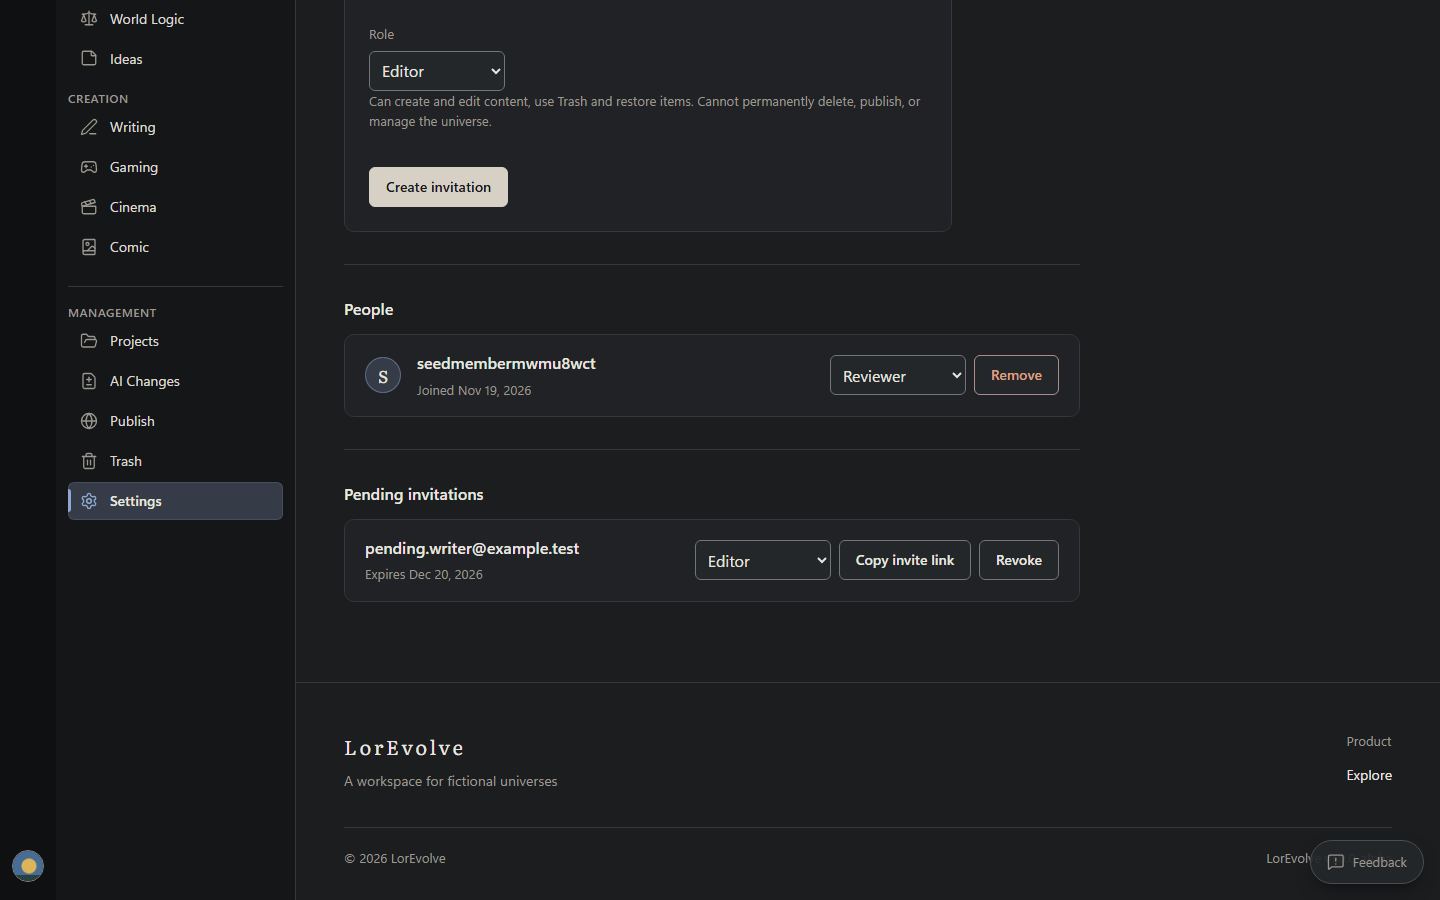 World Logic
Ideas
CREATION
Writing
Gaming
Cinema
Comic
MANAGEMENT
Projects
AI Changes
Publish
Trash
Settings
Role
Editor
Can create and edit content, use Trash and restore items. Cannot permanently delete, publish, or
manage the universe.
Create invitation
People
S
seedmembermwmu8wct
Joined Nov 19, 2026
Reviewer
Remove
Pending invitations
pending.writer@example.test
Expires Dec 20, 2026
Editor
Copy invite link
Revoke
LorEvolve
A workspace for fictional universes
Product
Explore
© 2026 LorEvolve
Feedback